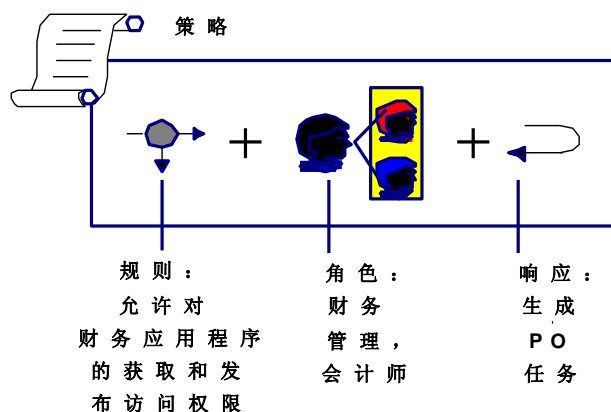 策略
规则：
允许对
财务应用程序
的获取和发
布访问权限
角色：
财务
管理，
会计师
响应：
生成
PO
任务